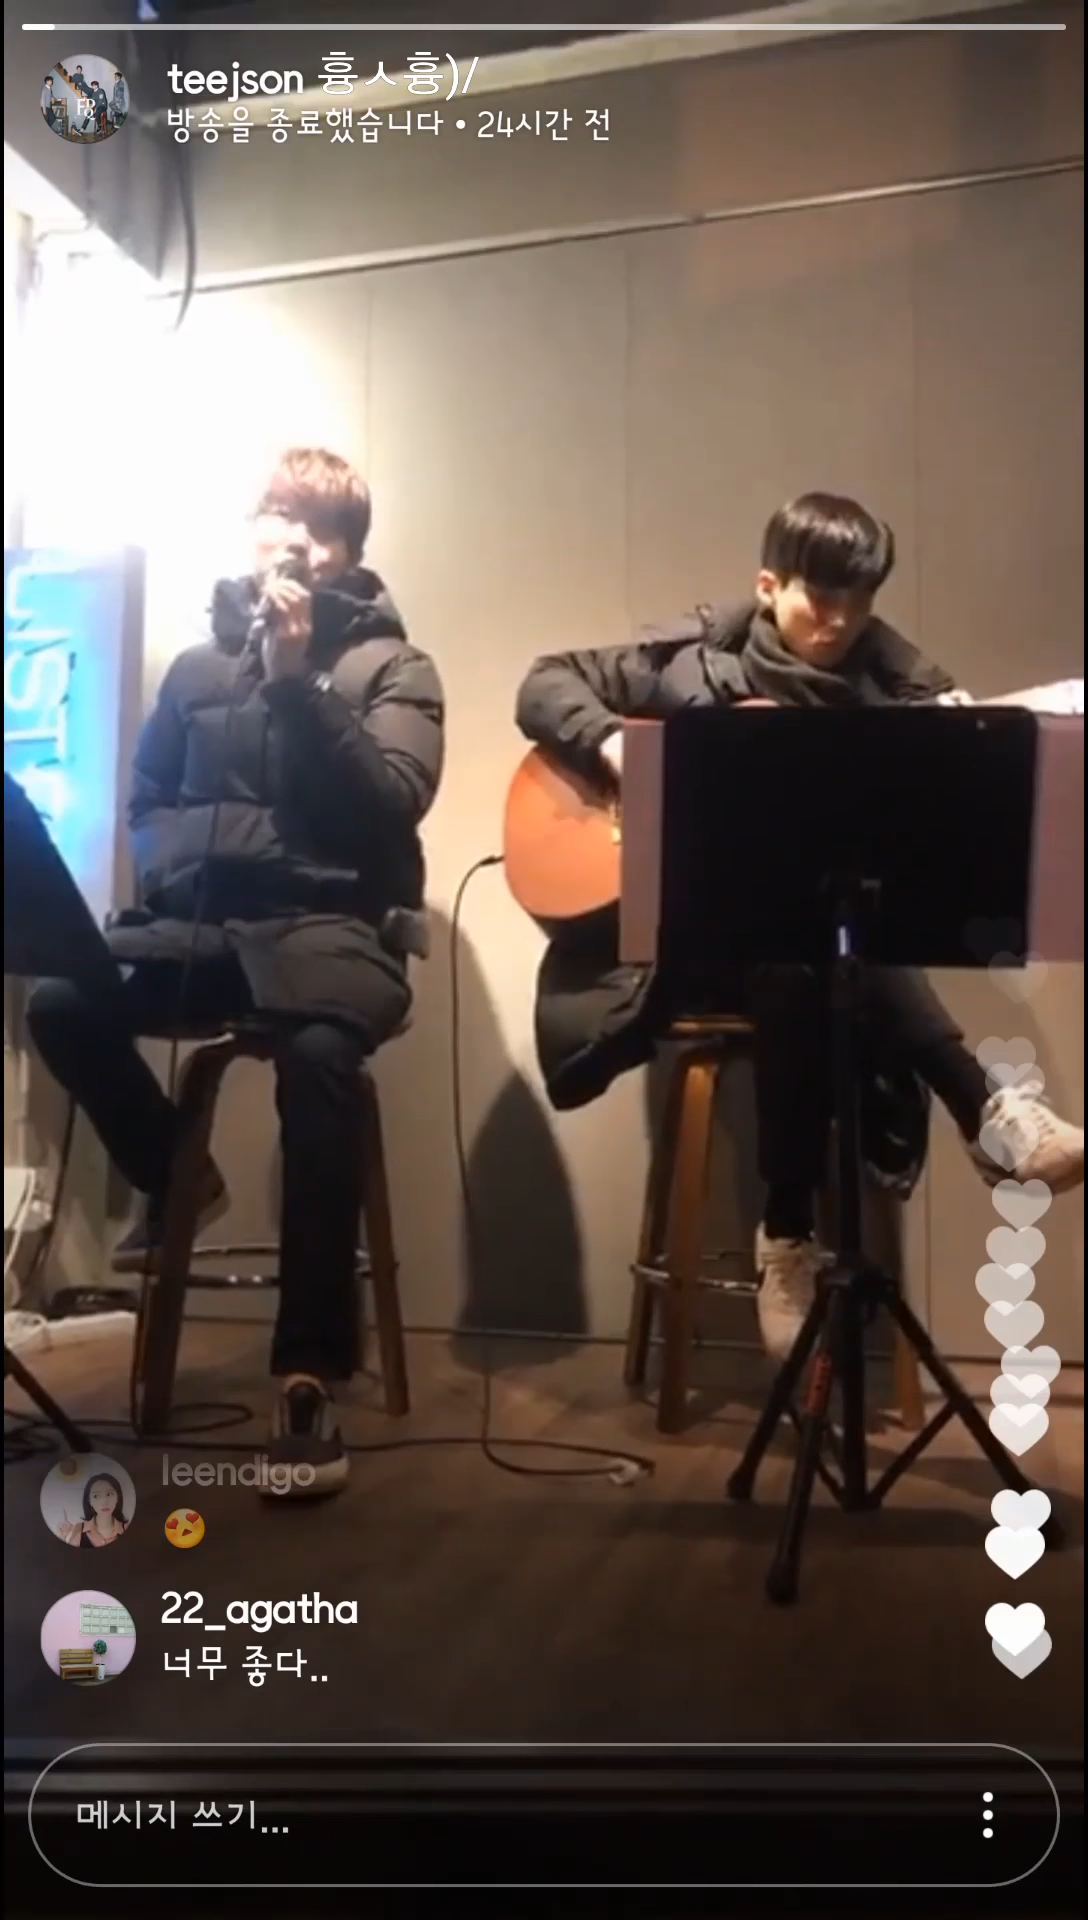 teejson 흉ㅅ흉)/
방송을 종료했습니다 • 24시간 전
leendigo
😍
22_agatha
너무 좋다..
메시지 쓰기...